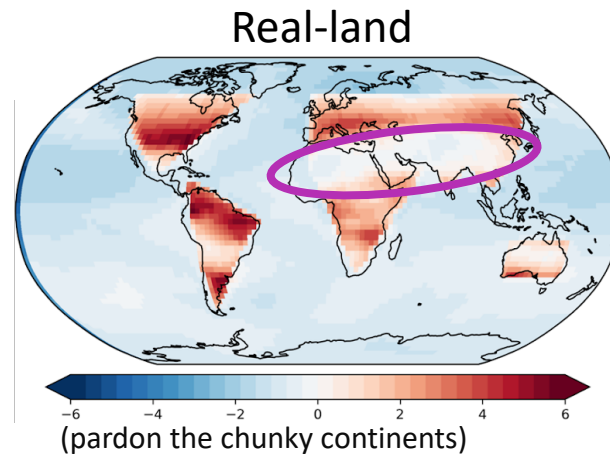 Real-land
−6 −4 −2 0 2 4 6
(pardon the chunky continents)